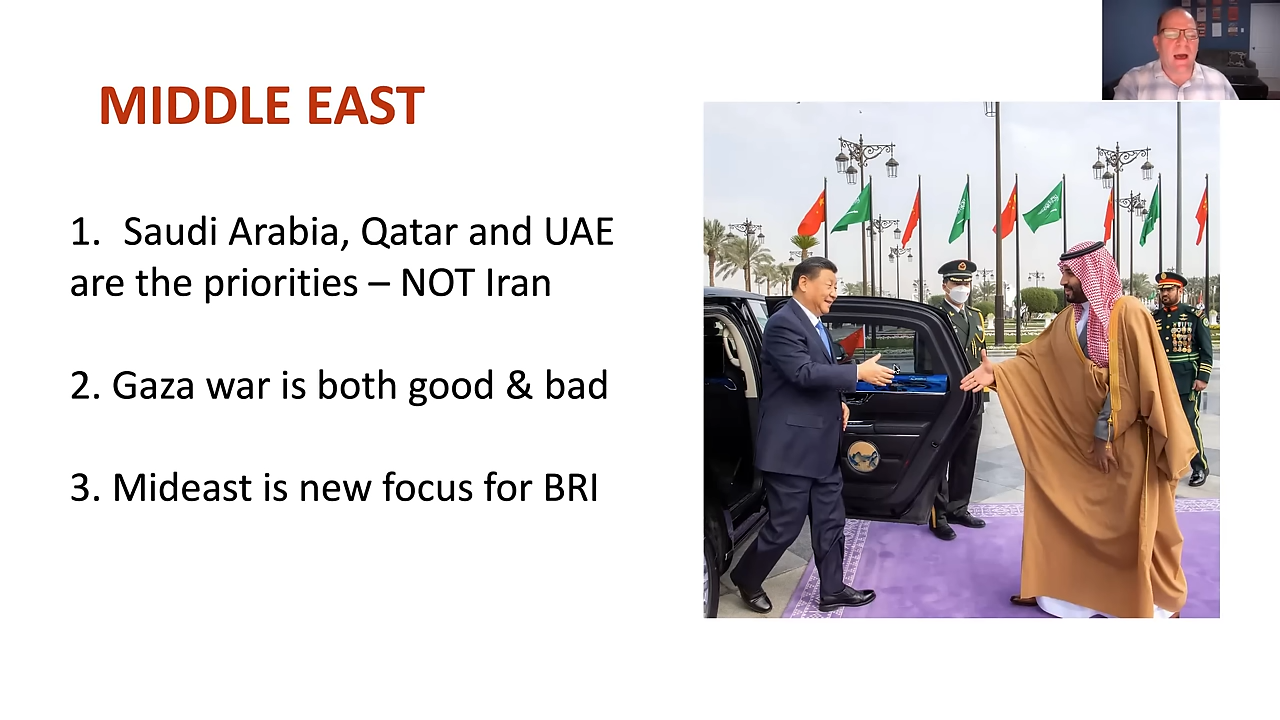 MIDDLE EAST
1. Saudi Arabia, Qatar and UAE
are the priorities – NOT Iran
2. Gaza war is both good & bad
3. Mideast is new focus for BRI